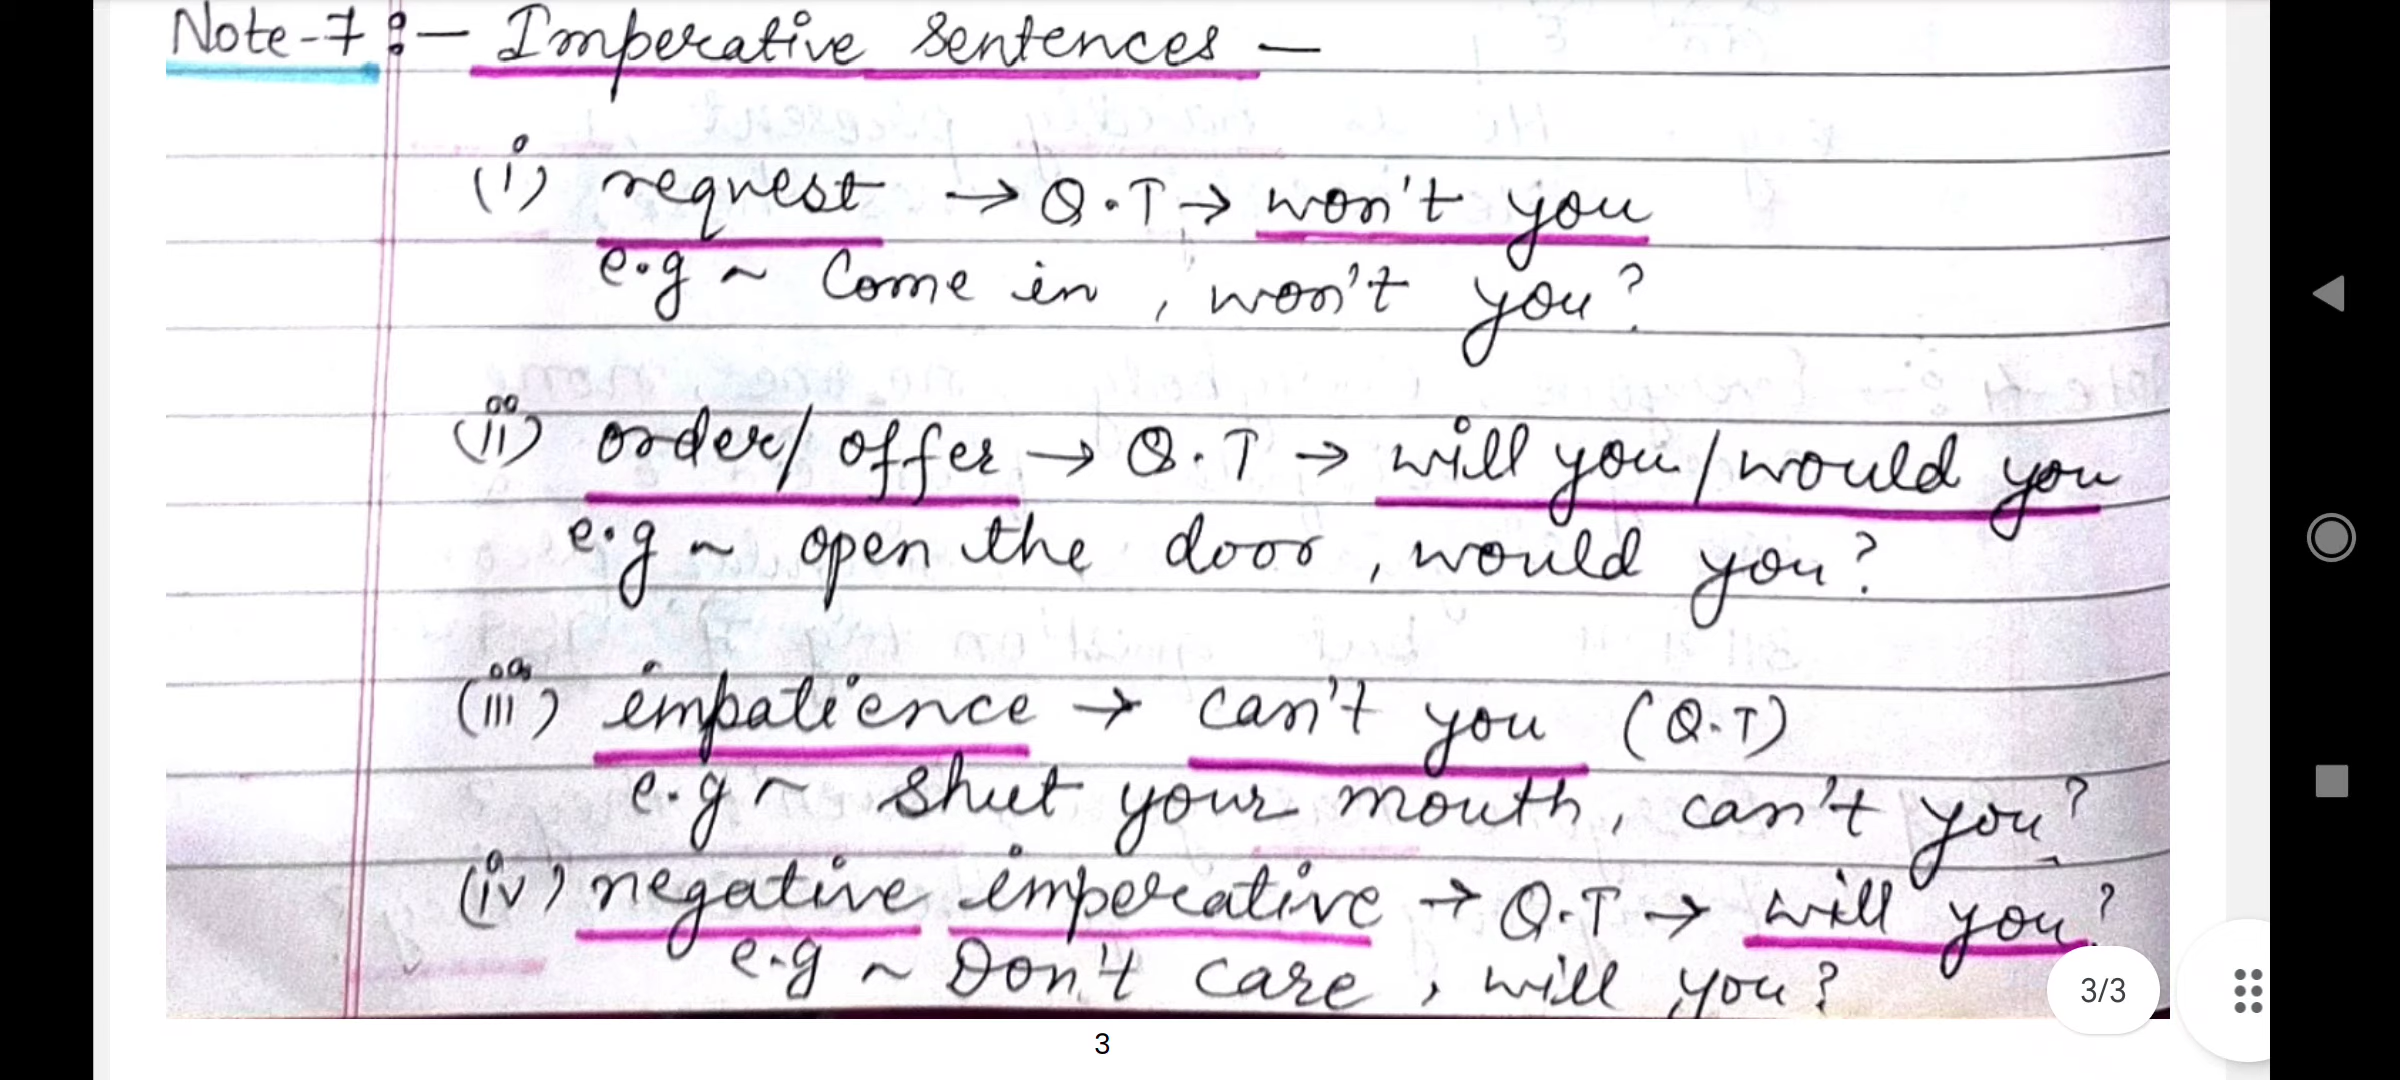 Note-7 :- Imperative Sentences -
(i) request → Q.T → won't you
e.g ~ Come in , won't you?
(ii) order/ offer → Q.T → will you / would you
e.g ~ open the door , would you?
(iii) impatience → can't you (Q.T)
e.g ~ Shut your mouth, can't you?
(iv) negative imperative → Q.T → will you?
e.g ~ Don't care , will you?
3/3
3